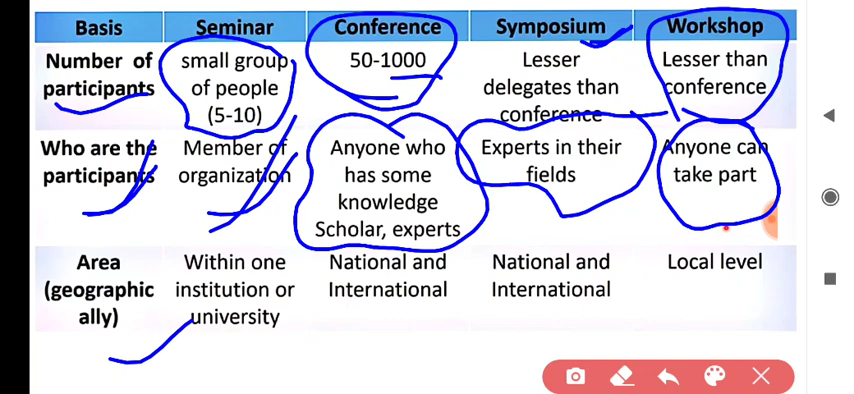 Basis Seminar Conference Symposium Workshop
Number of participants
small group of people (5-10)
50-1000
Lesser delegates than conference
Lesser than conference
Who are the participants
Member of organization
Anyone who has some knowledge Scholar, experts
Experts in their fields
Anyone can take part
Area (geographic ally)
Within one institution or university
National and International
National and International
Local level